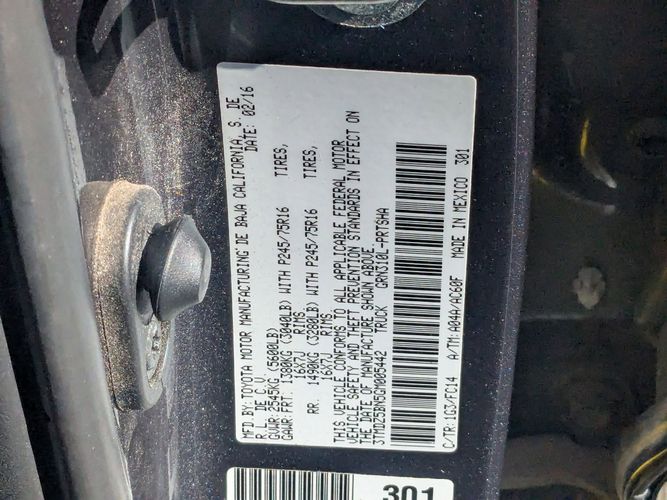 MFD.BY:TOYOTA MOTOR MANUFACTURING DE BAJA CALIFORNIA, S. DE
R.L. DE C.V. DATE: 02/16
GVWR:2545KG (5600LB)
GAWR:FRT. 1380KG (3040LB) WITH P245/75R16 TIRES,
16X7J RIMS,
RR. 1490KG (3280LB) WITH P245/75R16 TIRES,
16X7J RIMS,
THIS VEHICLE CONFORMS TO ALL APPLICABLE FEDERAL MOTOR
VEHICLE SAFETY AND THEFT PREVENTION STANDARDS IN EFFECT ON
THE DATE OF MANUFACTURE SHOWN ABOVE.
3TMDZ5BN5GM005442 TRUCK GRN310L-PRTSHA
C/TR:1G3/FC14 A/TM:A04A/AC60F MADE IN MEXICO 301
301